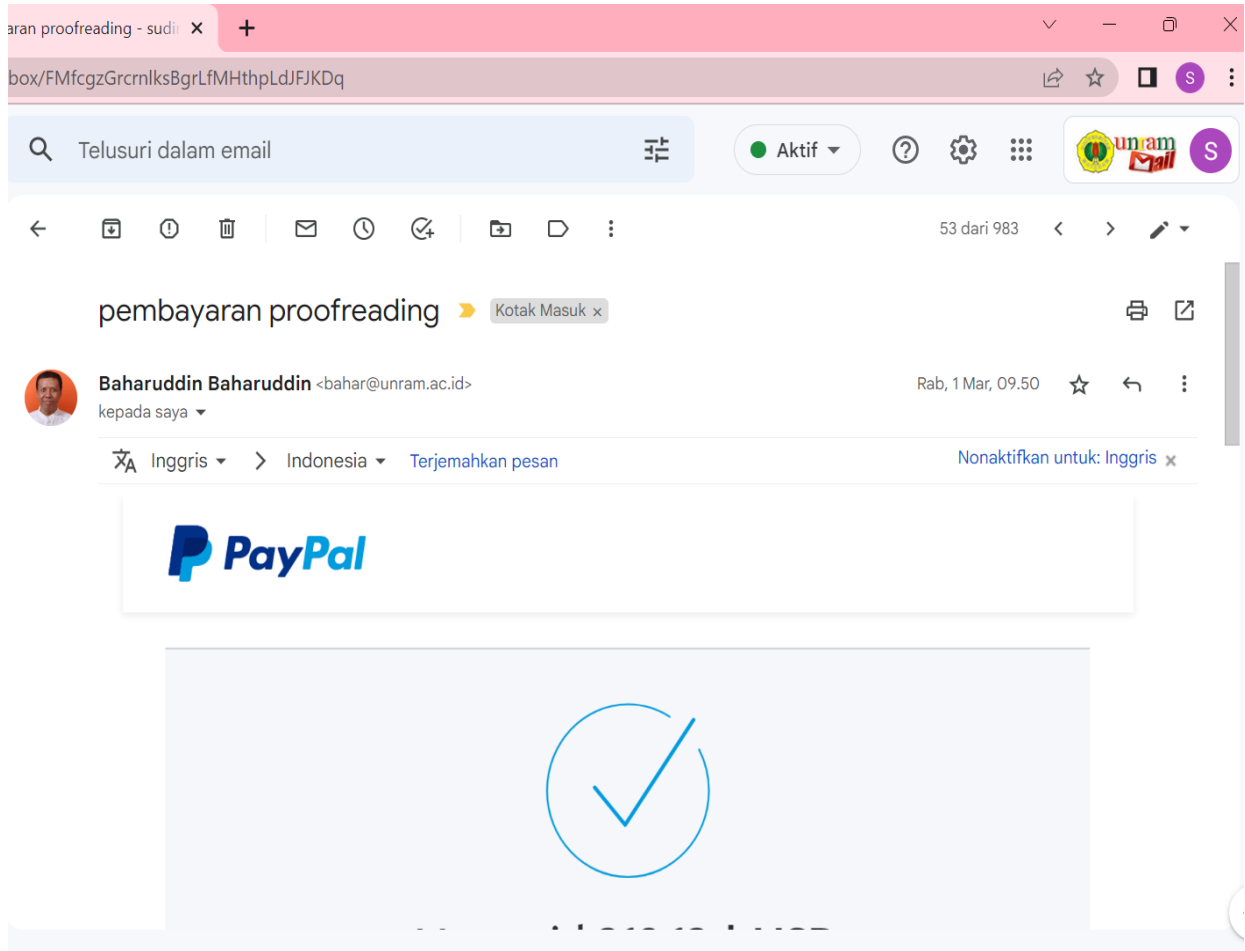 aran proofreading - sudi
box/FMfcgzGrcrnlksBgrLfMHthpLdJFJKDq
S
Telusuri dalam email
Aktif
unram Mail
S
53 dari 983
pembayaran proofreading
Kotak Masuk x
Baharuddin Baharuddin <bahar@unram.ac.id>
Rab, 1 Mar, 09.50
kepada saya
Inggris > Indonesia
Terjemahkan pesan
Nonaktifkan untuk: Inggris x
PayPal